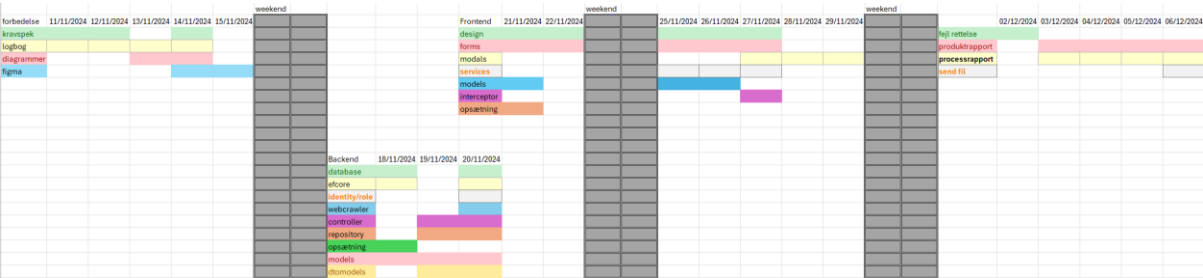 weekend weekend weekend
forbedelse 11/11/2024 12/11/2024 13/11/2024 14/11/2024 15/11/2024 Frontend 21/11/2024 22/11/2024 25/11/2024 26/11/2024 27/11/2024 28/11/2024 29/11/2024 02/12/2024 03/12/2024 04/12/2024 05/12/2024 06/12/2024
kravspek design fejl rettelse
logbog forms produktrapport
diagrammer modals processrapport
figma services send fil
models
interceptor
opsætning
Backend 18/11/2024 19/11/2024 20/11/2024
database
efcore
identity/role
webcrawler
controller
repository
opsætning
models
dtomodels